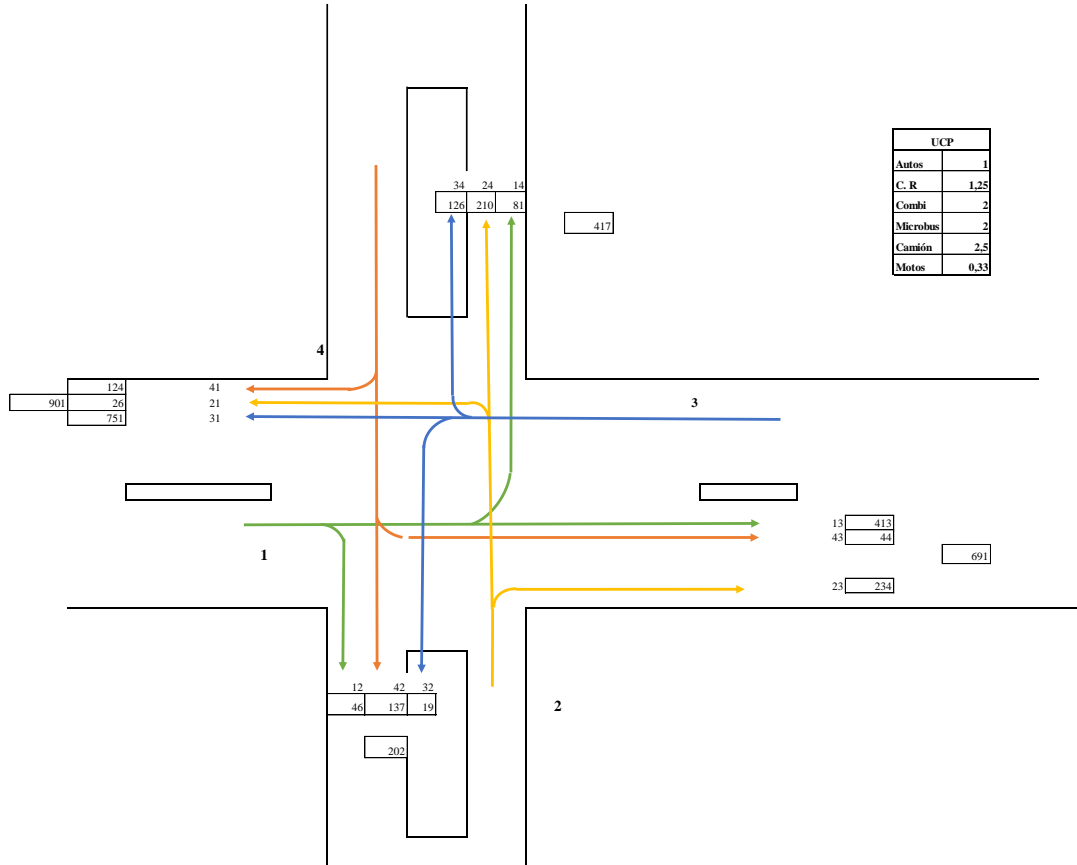 UCP
Autos 1
C. R 1,25
Combi 2
Microbus 2
Camión 2,5
Motos 0,33
34 24 14
126 210 81
417
4
124 41
901 26 21
751 31
3
13 413
43 44
1
691
23 234
12 42 32
46 137 19
2
202